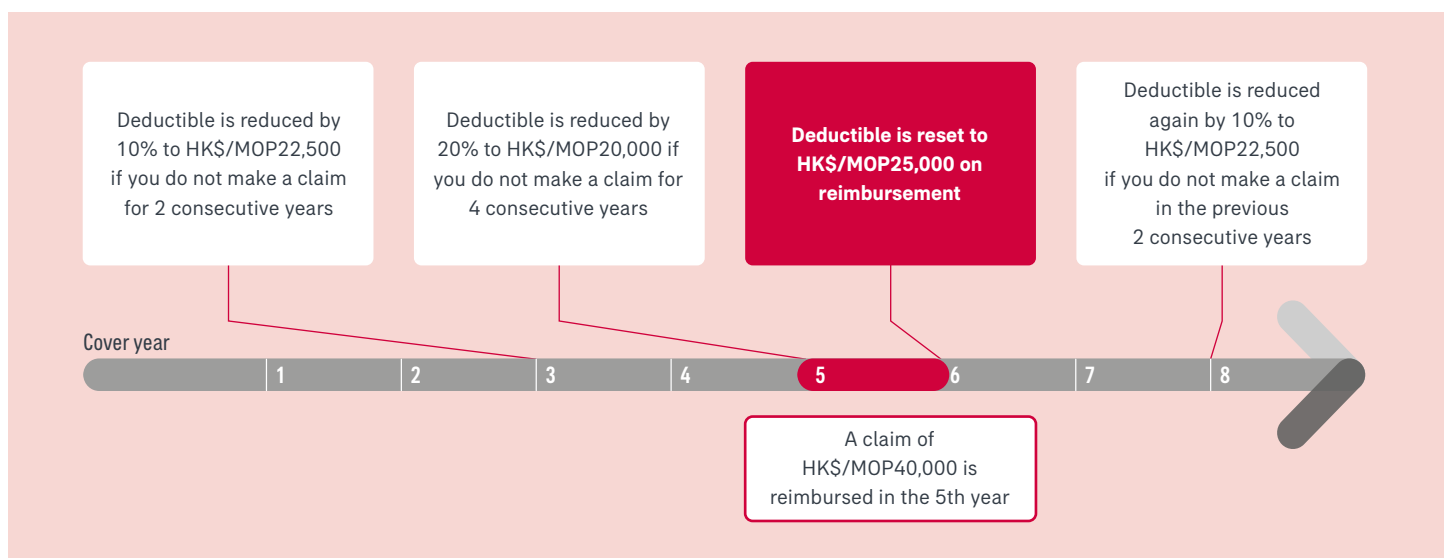 Deductible is reduced by
10% to HK$/MOP22,500
if you do not make a claim
for 2 consecutive years
Deductible is reduced by
20% to HK$/MOP20,000 if
you do not make a claim for
4 consecutive years
Deductible is reset to
HK$/MOP25,000 on
reimbursement
Deductible is reduced
again by 10% to
HK$/MOP22,500
if you do not make a claim
in the previous
2 consecutive years
Cover year
1 2 3 4 5 6 7 8
A claim of
HK$/MOP40,000 is
reimbursed in the 5th year